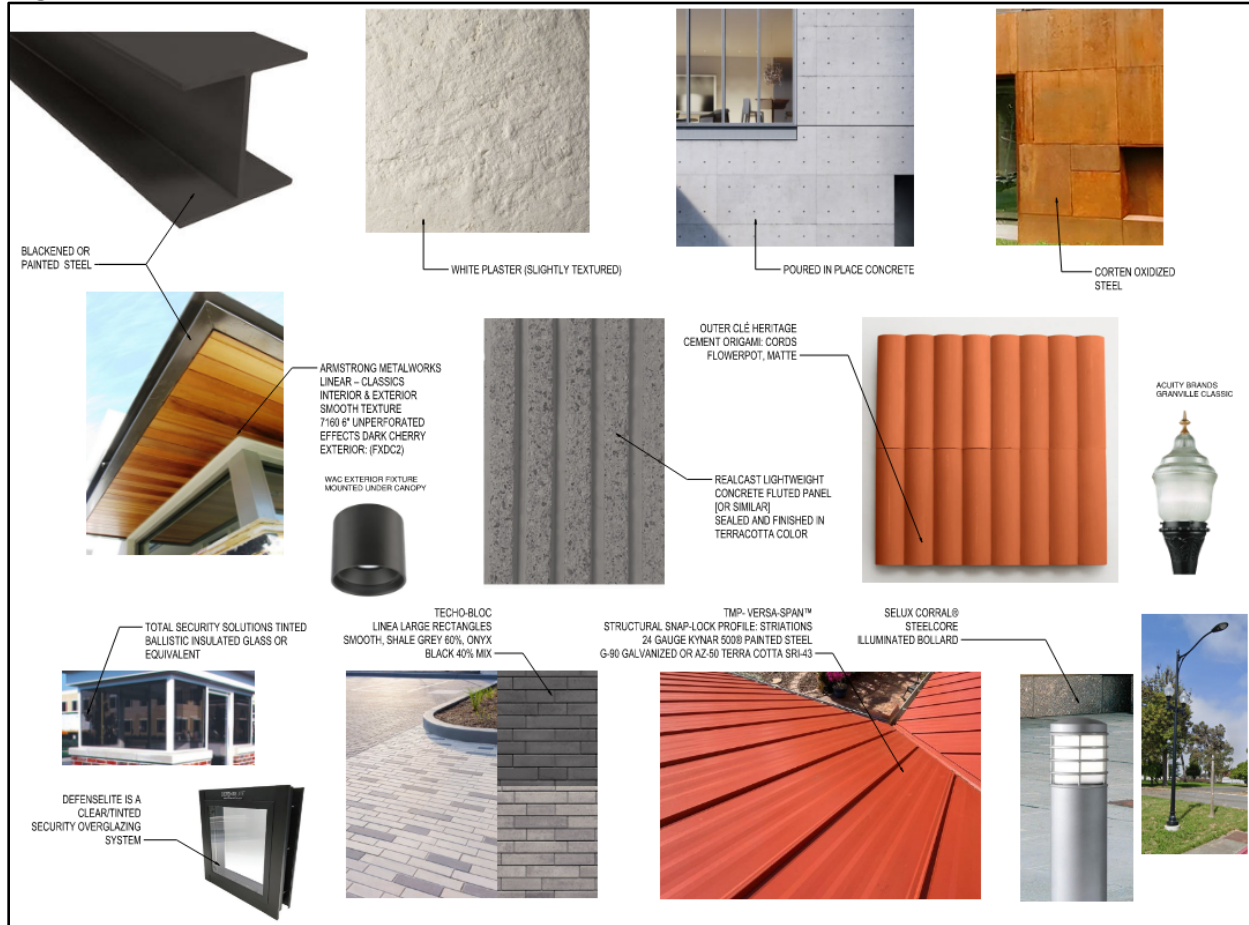 BLACKENED OR
PAINTED STEEL
WHITE PLASTER (SLIGHTLY TEXTURED)
POURED IN PLACE CONCRETE
CORTEN OXIDIZED
STEEL
ARMSTRONG METALWORKS
LINEAR – CLASSICS
INTERIOR & EXTERIOR
SMOOTH TEXTURE
7160 6" UNPERFORATED
EFFECTS DARK CHERRY
EXTERIOR: (FXDC2)
WAC EXTERIOR FIXTURE
MOUNTED UNDER CANOPY
OUTER CLÉ HERITAGE
CEMENT ORIGAMI: CORDS
FLOWERPOT, MATTE
REALCAST LIGHTWEIGHT
CONCRETE FLUTED PANEL
[OR SIMILAR]
SEALED AND FINISHED IN
TERRACOTTA COLOR
ACUITY BRANDS
GRANVILLE CLASSIC
TOTAL SECURITY SOLUTIONS TINTED
BALLISTIC INSULATED GLASS OR
EQUIVALENT
DEFENSELITE IS A
CLEAR/TINTED
SECURITY OVERGLAZING
SYSTEM
TECHO-BLOC
LINEA LARGE RECTANGLES
SMOOTH, SHALE GREY 60%, ONYX
BLACK 40% MIX
TMP- VERSA-SPAN™
STRUCTURAL SNAP-LOCK PROFILE: STRIATIONS
24 GAUGE KYNAR 500® PAINTED STEEL
G-90 GALVANIZED OR AZ-50 TERRA COTTA SRI-43
SELUX CORRAL®
STEELCORE
ILLUMINATED BOLLARD